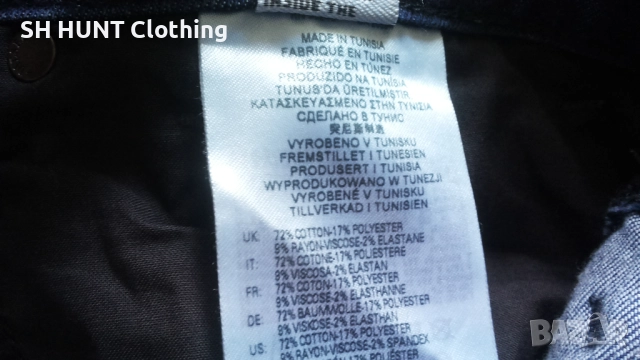 SH HUNT Clothing
INSIDE THE
MADE IN TUNISIA
FABRIQUÉ EN TUNISIE
HECHO EN TÚNEZ
PRODUZIDO NA TUNÍSIA
TUNUS'DA ÜRETİLMİŞTİR
ΚΑΤΑΣΚΕΥΑΣΜΕΝΟ ΣΤΗΝ ΤΥΝΙΖΙΑ
СДЕЛАНО В ТУНИС
突尼斯制造
VYROBENO V TUNISKU
FREMSTILLET I TUNESIEN
PRODUSERT I TUNISIA
WYPRODUKOWANO W TUNEZJI
VYROBENÉ V TUNISKU
TILLVERKAD I TUNISIEN
UK: 72% COTTON-17% POLYESTER
9% RAYON-VISCOSE-2% ELASTANE
IT: 72% COTONE-17% POLIESTERE
9% VISCOSA-2% ELASTAN
FR: 72% COTON-17% POLYESTER
9% VISCOSE-2% ELASTHANNE
DE: 72% BAUMWOLLE-17% POLYESTER
9% VISKOSE-2% ELASTHAN
US: 72% COTTON-17% POLYESTER
9% RAYON-VISCOSE-2% SPANDEX